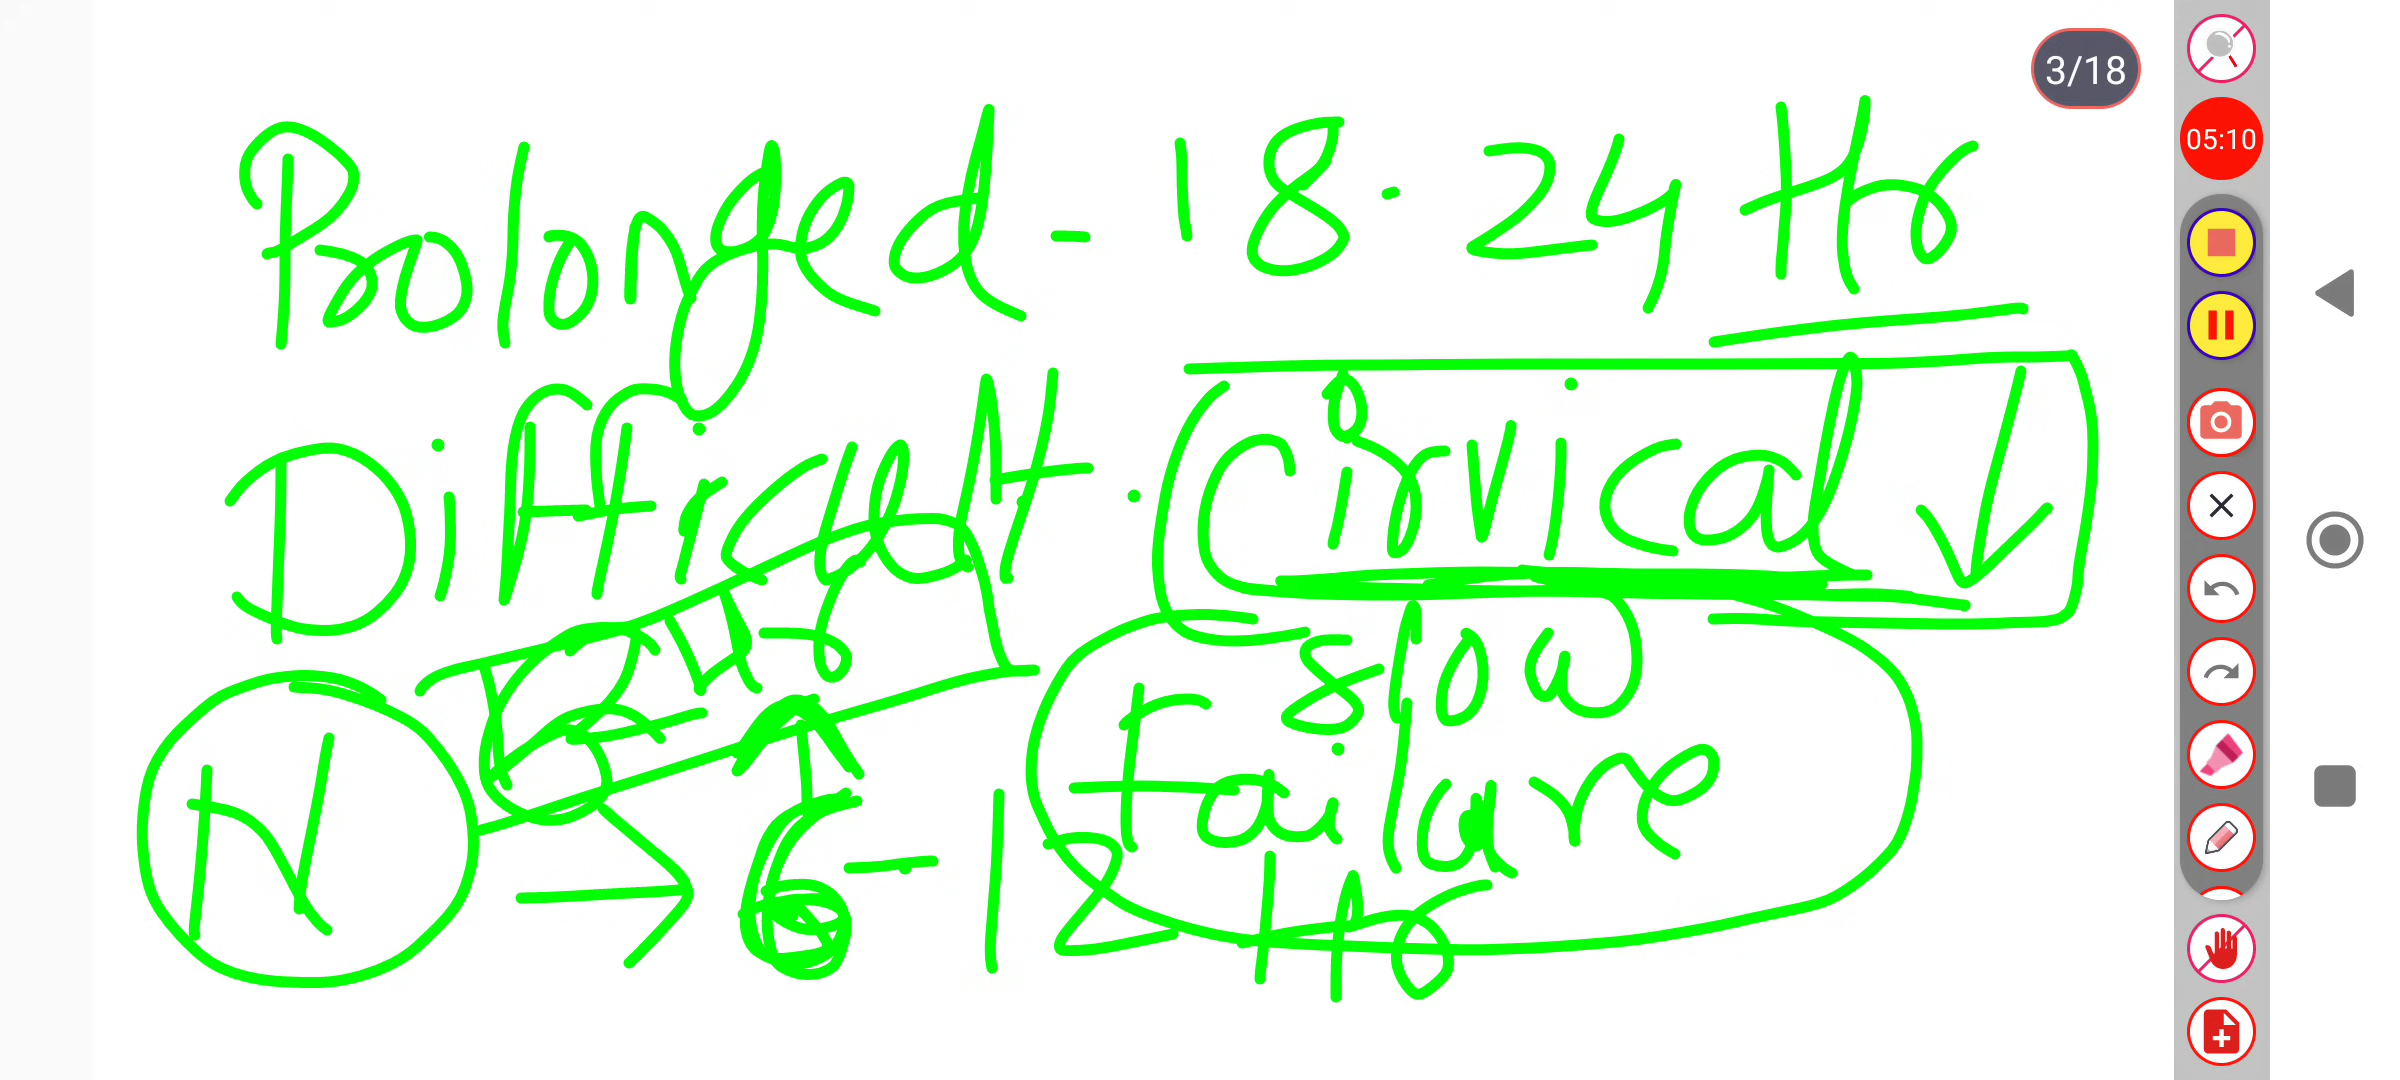 3/18
05:10
Prolonged - 18-24 Hr
Difficult. Cirvical ↓
slow
Failure
N → 6-12 Hr